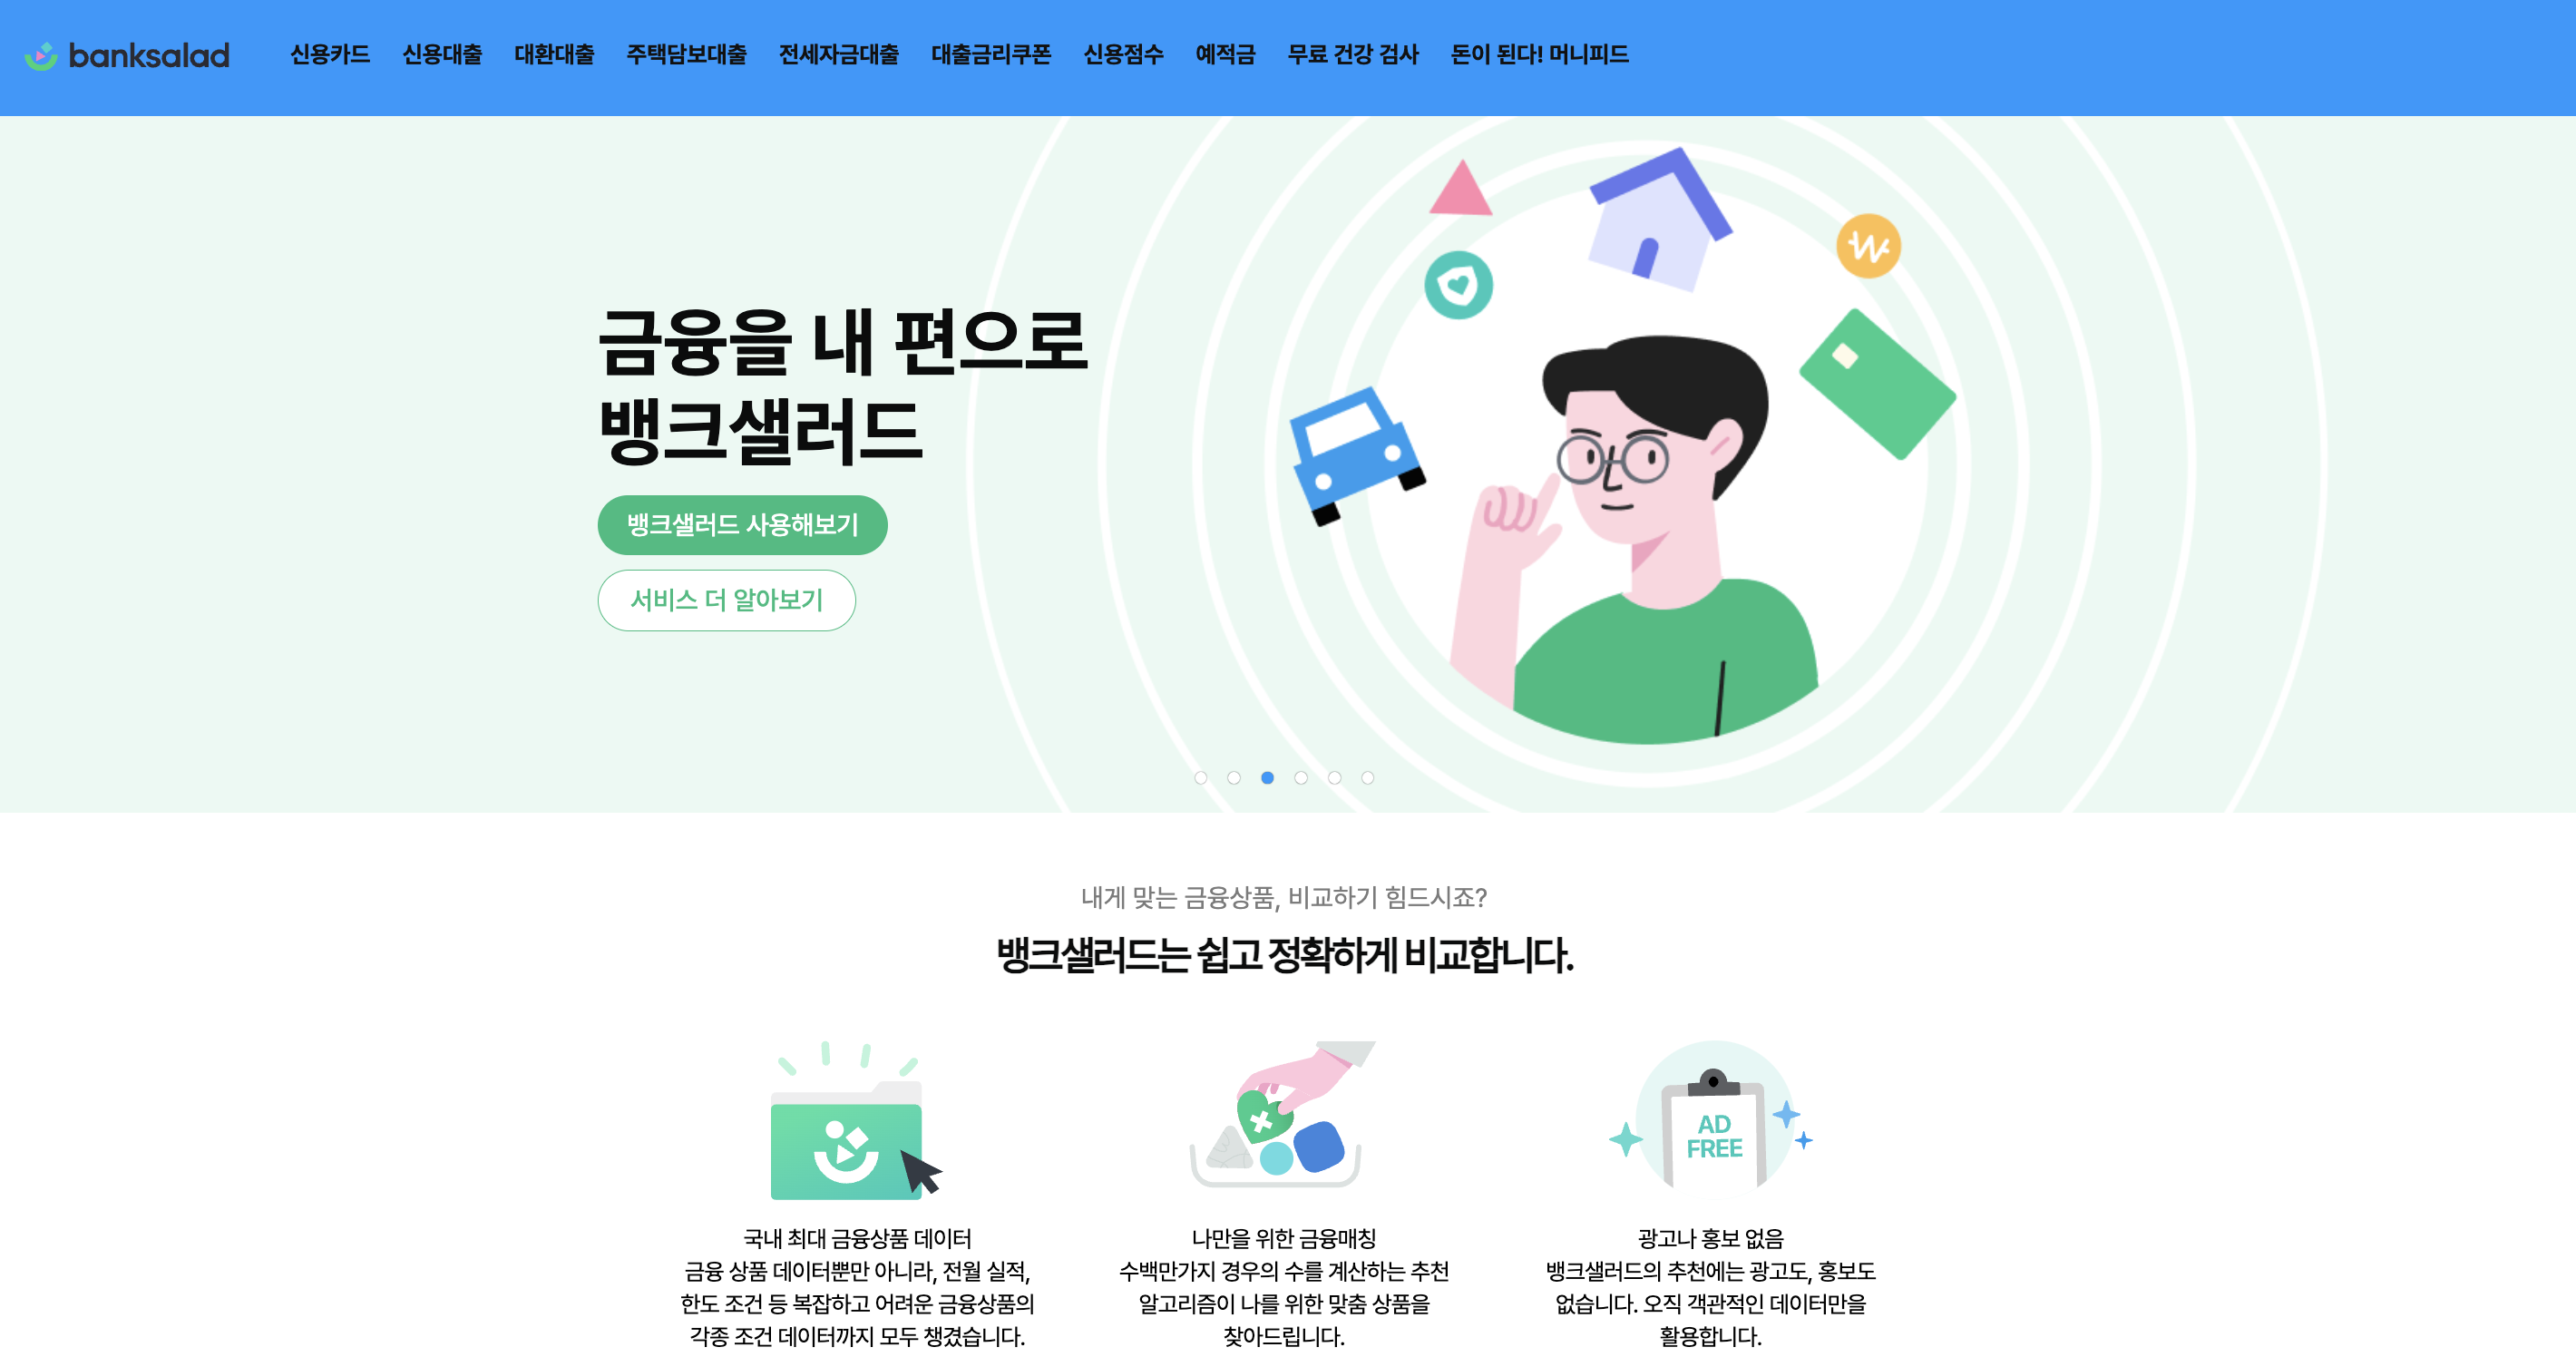 banksalad 신용카드 신용대출 대환대출 주택담보대출 전세자금대출 대출금리쿠폰 신용점수 예적금 무료 건강 검사 돈이 된다! 머니피드
금융을 내 편으로
뱅크샐러드
뱅크샐러드 사용해보기
서비스 더 알아보기
내게 맞는 금융상품, 비교하기 힘드시죠?
뱅크샐러드는 쉽고 정확하게 비교합니다.
국내 최대 금융상품 데이터
금융 상품 데이터뿐만 아니라, 전월 실적,
한도 조건 등 복잡하고 어려운 금융상품의
각종 조건 데이터까지 모두 챙겼습니다.
나만을 위한 금융매칭
수백만가지 경우의 수를 계산하는 추천
알고리즘이 나를 위한 맞춤 상품을
찾아드립니다.
AD
FREE
광고나 홍보 없음
뱅크샐러드의 추천에는 광고도, 홍보도
없습니다. 오직 객관적인 데이터만을
활용합니다.